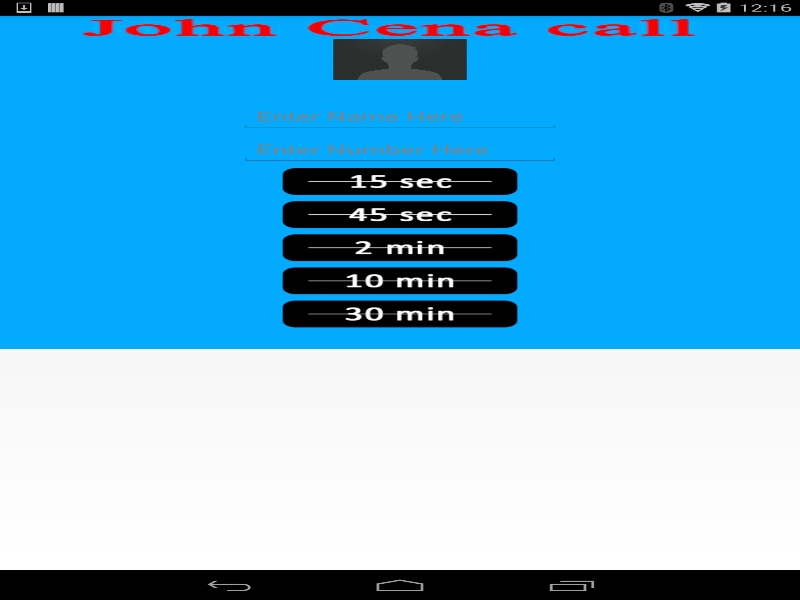 12:16
John Cena call
Enter Name Here
Enter Number Here
15 sec
45 sec
2 min
10 min
30 min